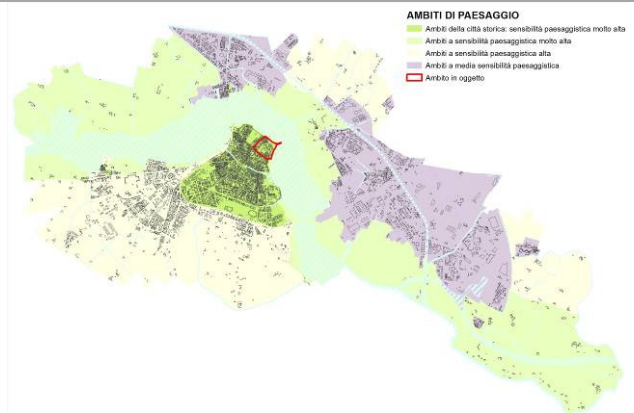 AMBITI DI PAESAGGIO
Ambiti della città storica: sensibilità paesaggistica molto alta
Ambiti a sensibilità paesaggistica molto alta
Ambiti a sensibilità paesaggistica alta
Ambiti a media sensibilità paesaggistica
Ambito in oggetto